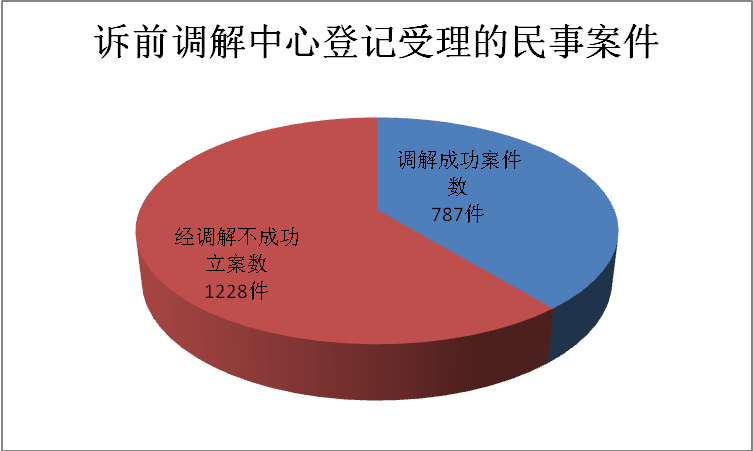 诉前调解中心登记受理的民事案件
调解成功案件
数
787件
经调解不成功
立案数
1228件